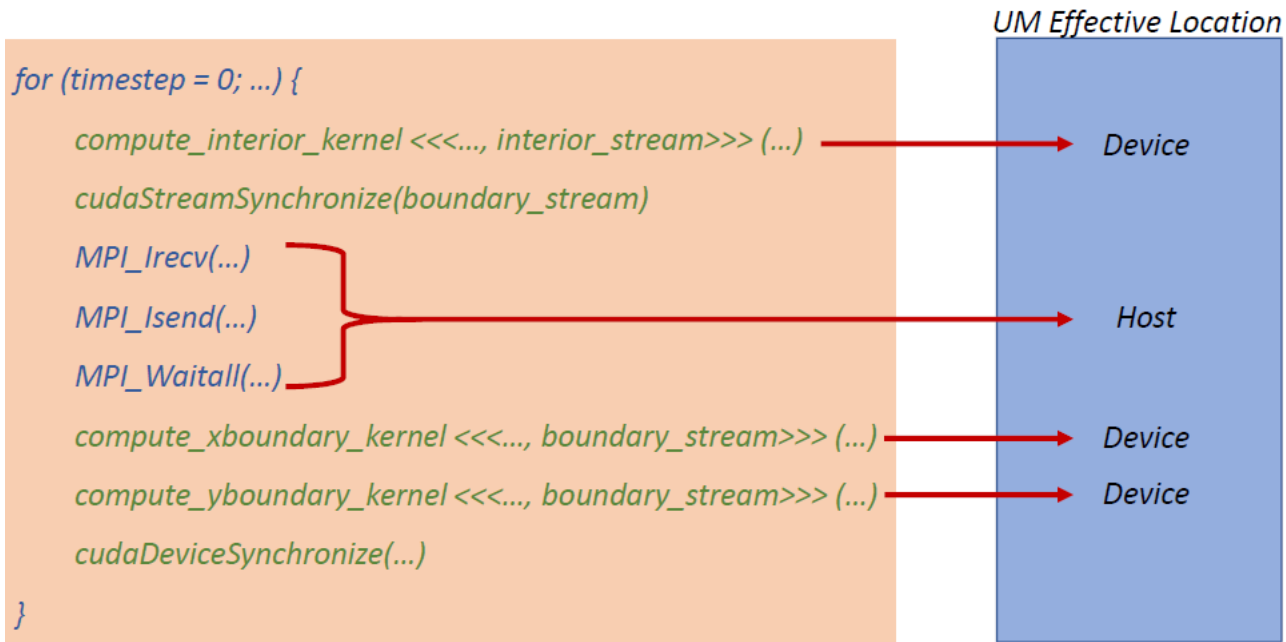 UM Effective Location
for (timestep = 0; ...) {
compute_interior_kernel <<<..., interior_stream>>> (...)
Device
cudaStreamSynchronize(boundary_stream)
MPI_Irecv(...)
MPI_Isend(...)
Host
MPI_Waitall(...)
compute_xboundary_kernel <<<..., boundary_stream>>> (...)
Device
compute_yboundary_kernel <<<..., boundary_stream>>> (...)
Device
cudaDeviceSynchronize(...)
}